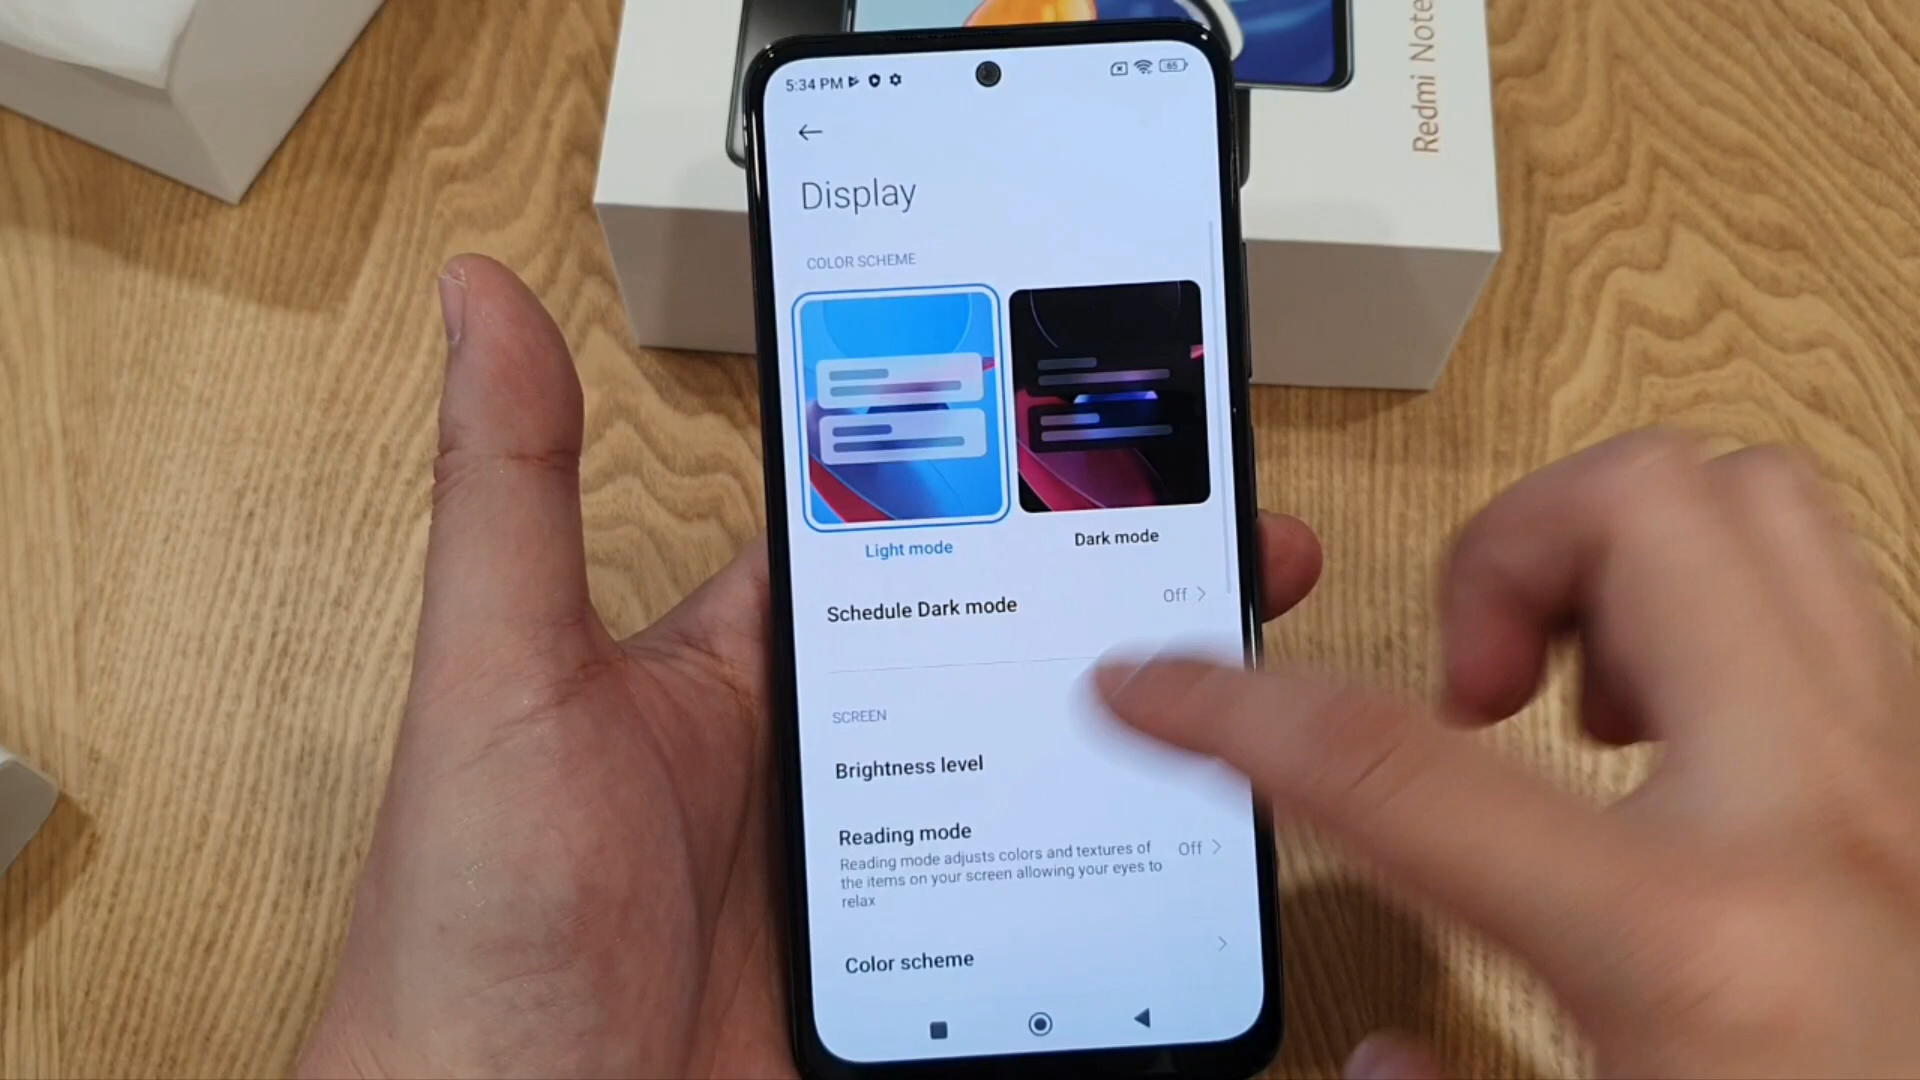 Redmi Note
5:34 PM
65
Display
COLOR SCHEME
Light mode
Dark mode
Schedule Dark mode
Off
SCREEN
Brightness level
Reading mode
Reading mode adjusts colors and textures of
the items on your screen allowing your eyes to
relax
Off
Color scheme